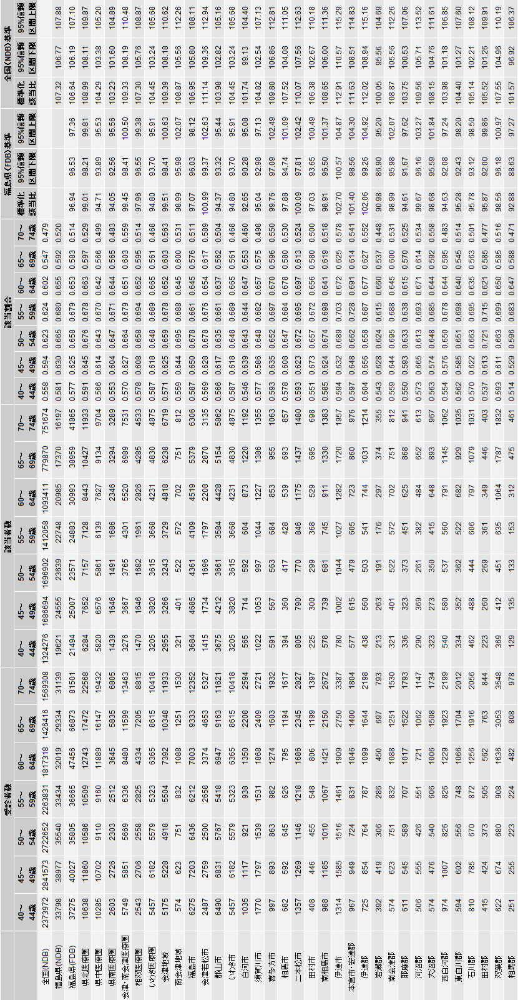 受診者数 該当者数 該当割合 福島県(FDB)基準 全国(NDB)基準
40～44歳 45～49歳 50～54歳 55～59歳 60～64歳 65～69歳 70～74歳 40～44歳 45～49歳 50～54歳 55～59歳 60～64歳 65～69歳 70～74歳 40～44歳 45～49歳 50～54歳 55～59歳 60～64歳 65～69歳 70～74歳 標準化該当比 95%信頼区間下限 95%信頼区間上限 標準化該当比 95%信頼区間下限 95%信頼区間上限
全国(NDB) 2373972 2841573 2722652 2263831 1817318 1426416 1569308 1324276 1686694 1696902 1412058 1093411 779870 751674 0.558 0.594 0.623 0.624 0.602 0.547 0.479
福島県(NDB) 33798 38977 35540 33434 32019 29334 31139 19621 24555 23639 22748 20985 17370 16197 0.581 0.630 0.665 0.680 0.655 0.592 0.520 107.32 106.77 107.88
福島県(FDB) 37275 40027 35805 36665 47456 66873 81501 21494 25007 23571 24883 30993 38959 41865 0.577 0.625 0.658 0.679 0.653 0.583 0.514 96.94 96.53 97.36 106.64 106.19 107.10
県北医療圏 10638 11860 10586 10509 12743 17472 22568 6284 7652 7157 7128 8443 10427 11933 0.591 0.645 0.676 0.678 0.663 0.597 0.529 99.01 98.21 99.81 108.99 108.11 109.87
県中医療圏 10285 10702 9110 9160 11889 16147 19432 5820 6576 5861 6139 7627 9134 9704 0.566 0.614 0.643 0.670 0.642 0.566 0.499 94.71 93.89 95.53 104.29 103.38 105.20
県南医療圏 2603 2726 2303 2512 3645 5835 6805 1439 1646 1491 1686 2346 3294 3289 0.553 0.604 0.647 0.671 0.644 0.565 0.483 94.05 92.56 95.56 103.23 101.60 104.89
会津・南会津医療圏 5749 5851 5669 6336 8480 11599 13463 3276 3667 3765 4301 5520 6989 7531 0.570 0.627 0.664 0.679 0.651 0.603 0.559 99.45 98.41 100.50 109.33 108.19 110.48
相双医療圏 2543 2706 2558 2825 4334 7205 8815 1470 1646 1682 1961 2826 4285 4533 0.578 0.608 0.658 0.694 0.652 0.595 0.514 97.96 96.55 99.38 107.30 105.76 108.87
いわき医療圏 5457 6182 5579 5323 6365 8615 10418 3205 3820 3615 3668 4231 4830 4875 0.587 0.618 0.648 0.689 0.665 0.561 0.468 94.80 93.70 95.91 104.45 103.24 105.68
会津地域 5175 5228 4918 5504 7392 10348 11933 2955 3266 3243 3729 4818 6238 6719 0.571 0.625 0.659 0.678 0.652 0.603 0.563 99.51 98.41 100.63 109.39 108.18 110.62
南会津地域 574 623 751 832 1088 1251 1530 321 401 522 572 702 751 812 0.559 0.644 0.695 0.688 0.645 0.600 0.531 98.99 95.98 102.07 108.87 105.56 112.26
福島市 6275 7203 6436 6212 7003 9333 12352 3684 4685 4361 4109 4519 5379 6306 0.587 0.650 0.678 0.661 0.645 0.576 0.511 97.07 96.03 98.12 106.95 105.80 108.11
会津若松市 2487 2759 2500 2658 3374 4653 5327 1415 1734 1696 1797 2208 2870 3135 0.569 0.628 0.678 0.676 0.654 0.617 0.589 100.99 99.37 102.63 111.14 109.36 112.94
郡山市 6490 6831 5767 5418 6947 9163 11621 3675 4212 3661 3584 4428 5154 5862 0.566 0.617 0.635 0.661 0.637 0.562 0.504 94.37 93.32 95.44 103.98 102.82 105.16
いわき市 5457 6182 5579 5323 6365 8615 10418 3205 3820 3615 3668 4231 4830 4875 0.587 0.618 0.648 0.689 0.665 0.561 0.468 94.80 93.70 95.91 104.45 103.24 105.68
白河市 1035 1117 921 938 1350 2208 2594 565 714 592 604 873 1220 1192 0.546 0.639 0.643 0.644 0.647 0.553 0.460 92.65 90.28 95.08 101.74 99.13 104.40
須賀川市 1770 1797 1539 1531 1868 2409 2721 1022 1053 997 1044 1227 1386 1355 0.577 0.586 0.648 0.682 0.657 0.575 0.498 95.04 92.98 97.13 104.82 102.54 107.13
喜多方市 997 893 863 982 1274 1603 1932 591 567 563 684 853 955 1063 0.593 0.635 0.652 0.697 0.670 0.596 0.550 99.76 97.09 102.49 109.80 106.86 112.81
相馬市 682 592 645 626 795 1194 1617 394 360 417 428 539 693 857 0.578 0.608 0.647 0.684 0.678 0.580 0.530 97.88 94.74 101.09 107.52 104.08 111.05
二本松市 1357 1269 1146 1218 1686 2345 2827 805 790 770 846 1175 1437 1480 0.593 0.623 0.672 0.695 0.697 0.613 0.524 100.09 97.81 102.42 110.07 107.56 112.63
田村市 408 446 455 548 806 1199 1397 225 300 299 368 529 695 698 0.551 0.673 0.657 0.672 0.656 0.580 0.500 97.03 93.65 100.49 106.38 102.67 110.18
南相馬市 988 1185 1010 1067 1421 2150 2672 578 739 681 745 911 1330 1383 0.585 0.624 0.674 0.698 0.641 0.619 0.518 98.91 96.50 101.37 108.65 106.00 111.36
伊達市 1314 1585 1516 1461 1909 2750 3387 780 1002 1044 1027 1282 1720 1957 0.594 0.632 0.689 0.703 0.672 0.625 0.578 102.70 100.57 104.87 112.91 110.57 115.29
本宮市・安達郡 967 949 724 831 1046 1400 1804 577 615 479 605 723 860 976 0.597 0.648 0.662 0.728 0.691 0.614 0.541 101.40 98.56 104.30 111.63 108.51 114.83
伊達郡 725 854 764 787 1099 1644 2198 438 560 503 541 744 1031 1214 0.604 0.656 0.658 0.687 0.677 0.627 0.552 102.06 99.26 104.92 112.02 108.94 115.16
岩瀬郡 392 419 306 286 450 697 793 213 263 191 176 297 374 355 0.543 0.628 0.624 0.615 0.660 0.537 0.448 90.98 86.90 95.20 100.05 95.56 104.69
南会津郡 574 623 751 832 1088 1251 1530 321 401 522 572 702 751 812 0.559 0.644 0.695 0.688 0.645 0.600 0.531 98.99 95.98 102.07 108.87 105.56 112.26
耶麻郡 611 545 589 707 1017 1522 1793 336 323 373 451 625 868 941 0.550 0.593 0.633 0.638 0.615 0.570 0.525 94.61 91.67 97.62 103.75 100.53 107.06
河沼郡 506 555 426 551 721 1062 1147 290 369 261 382 484 652 613 0.573 0.665 0.613 0.693 0.671 0.614 0.534 99.67 96.16 103.27 109.56 105.71 113.52
大沼郡 574 476 540 606 1006 1508 1734 323 273 350 415 648 893 967 0.563 0.574 0.648 0.685 0.644 0.592 0.558 98.68 95.59 101.84 108.15 104.76 111.61
西白河郡 974 1007 826 826 1229 1923 2199 540 580 537 560 791 1145 1062 0.554 0.576 0.650 0.678 0.644 0.595 0.483 94.63 92.08 97.24 103.98 101.18 106.85
東白川郡 594 602 556 748 1066 1704 2012 334 352 362 522 682 929 1035 0.562 0.585 0.651 0.698 0.640 0.545 0.514 95.28 92.43 98.20 104.40 101.27 107.60
石川郡 810 785 670 872 1256 1916 2056 462 488 444 606 797 1079 1031 0.570 0.622 0.663 0.695 0.635 0.563 0.501 95.78 93.12 98.50 105.14 102.21 108.12
田村郡 415 424 373 505 562 763 844 223 260 269 361 349 446 403 0.537 0.613 0.721 0.715 0.621 0.585 0.477 95.87 92.00 99.86 105.52 101.26 109.91
双葉郡 622 674 680 908 1636 3053 3548 369 412 451 635 1064 1787 1832 0.593 0.611 0.663 0.699 0.650 0.585 0.516 98.56 96.18 100.97 107.55 104.96 110.19
相馬郡 251 255 223 224 482 808 978 129 135 133 153 312 475 461 0.514 0.529 0.596 0.683 0.647 0.588 0.471 92.88 88.63 97.27 101.57 96.92 106.37